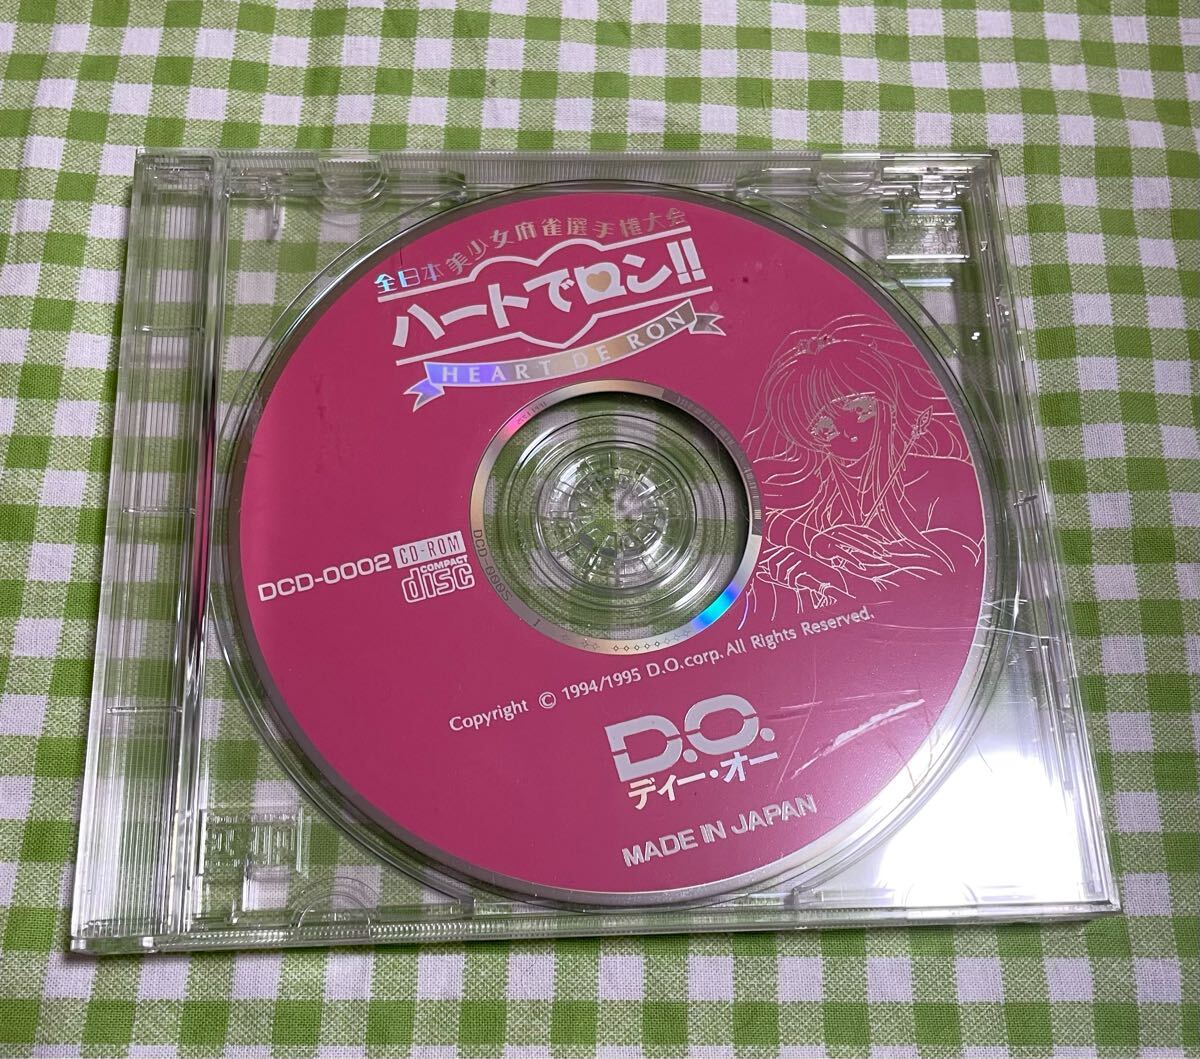 全日本美少女麻雀選手権大会
ハートでロン!!
HEART DE RON
DCD-0002 CD-ROM
COMPACT
disc
Copyright © 1994/1995 D.O.corp. All Rights Reserved.
D.O.
ディー・オー
MADE IN JAPAN